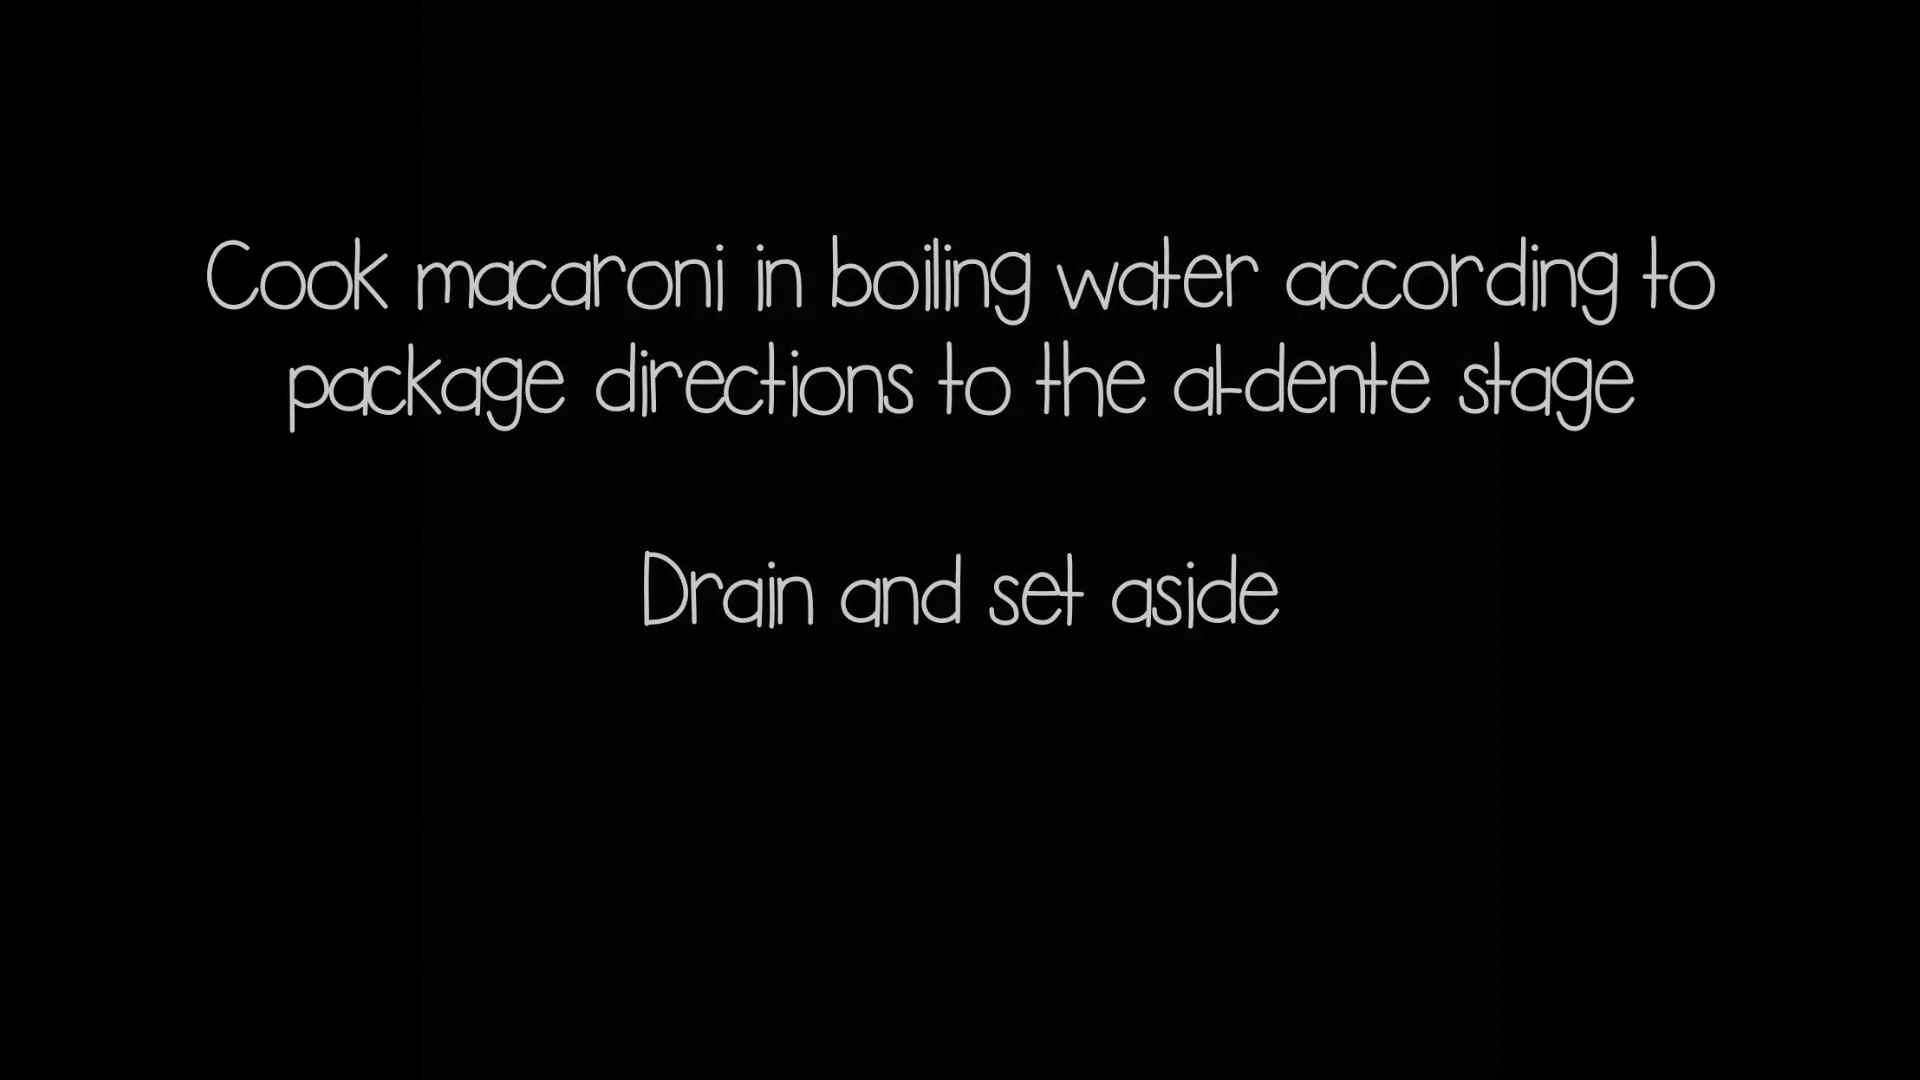 Cook macaroni in boiling water according to
package directions to the al-dente stage
Drain and set aside